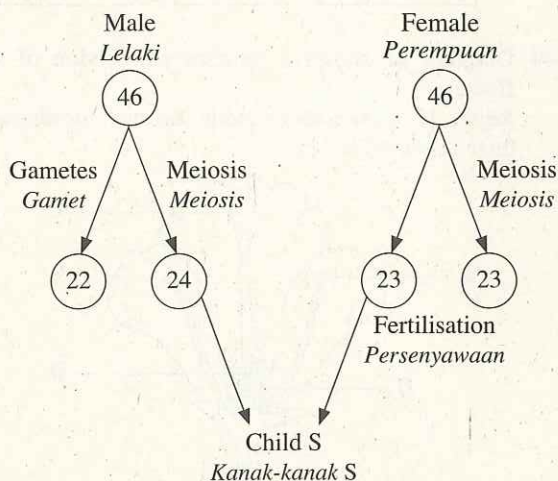 Male
Lelaki
Female
Perempuan
46
46
Gametes
Gamet
Meiosis
Meiosis
Meiosis
Meiosis
22
24
23
23
Fertilisation
Persenyawaan
Child S
Kanak-kanak S